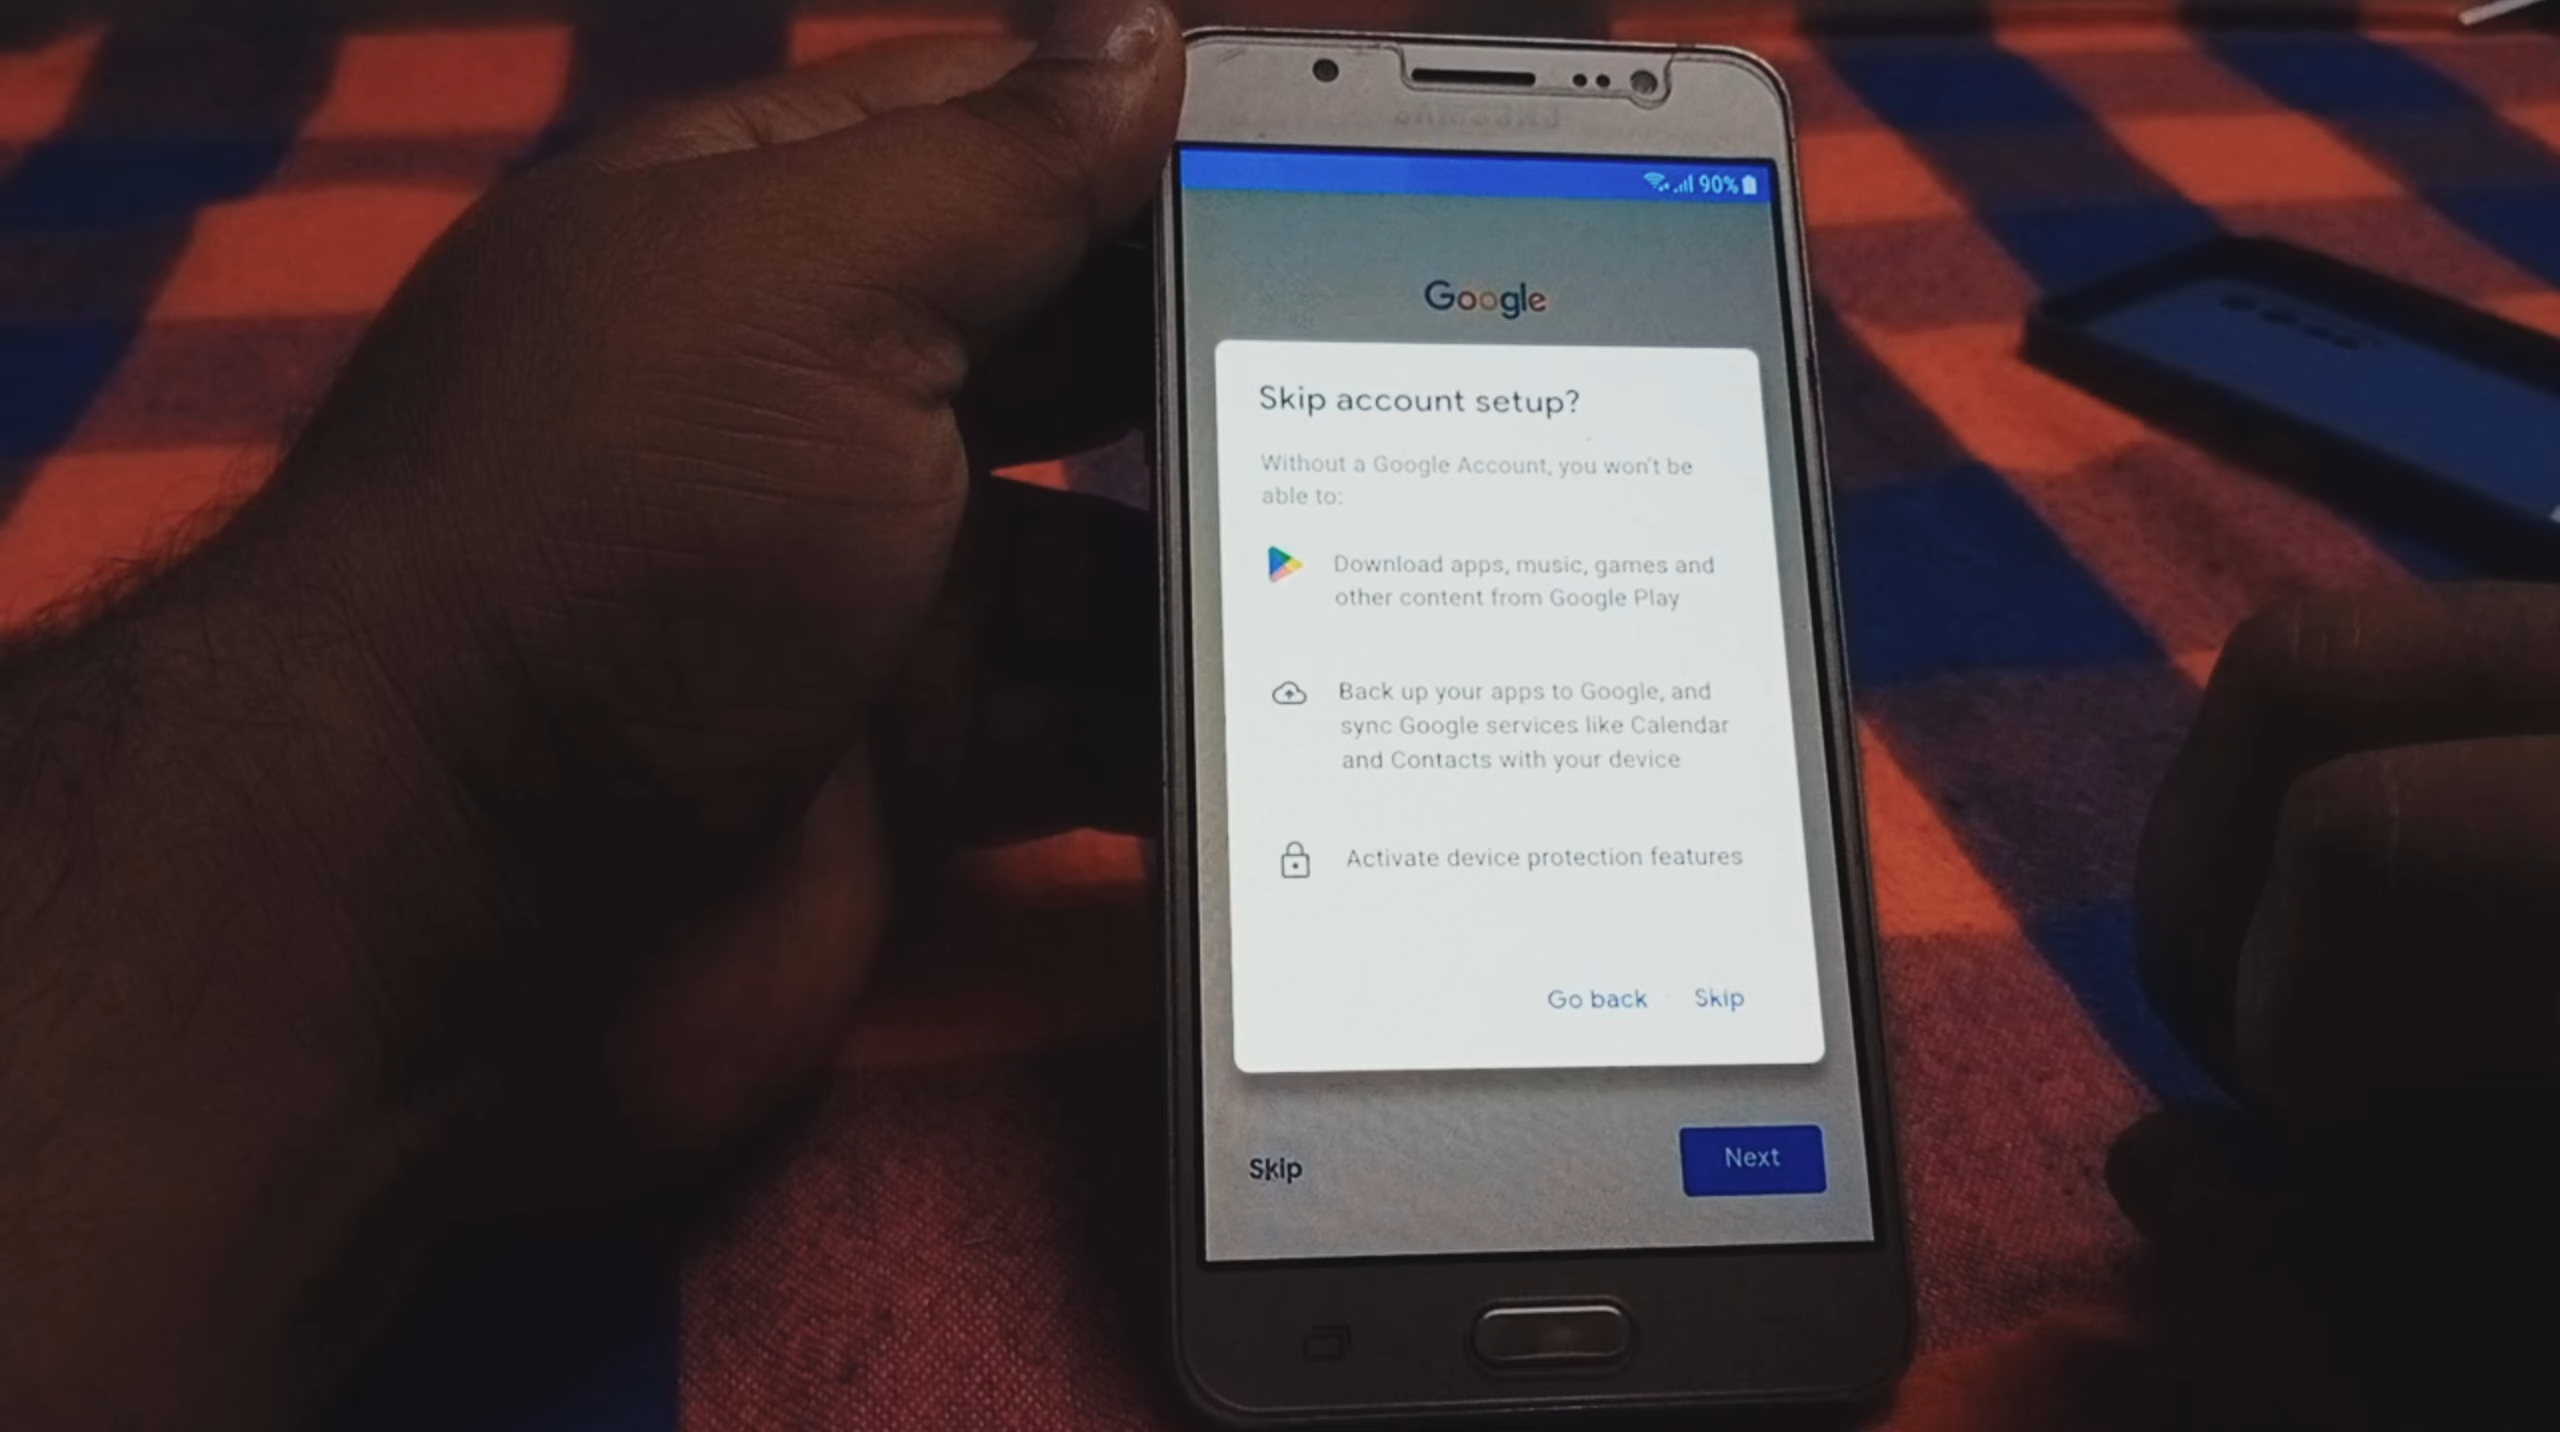 90%
Google
Skip account setup?
Without a Google Account, you won't be
able to:
Download apps, music, games and
other content from Google Play
Back up your apps to Google, and
sync Google services like Calendar
and Contacts with your device
Activate device protection features
Go back Skip
Skip Next